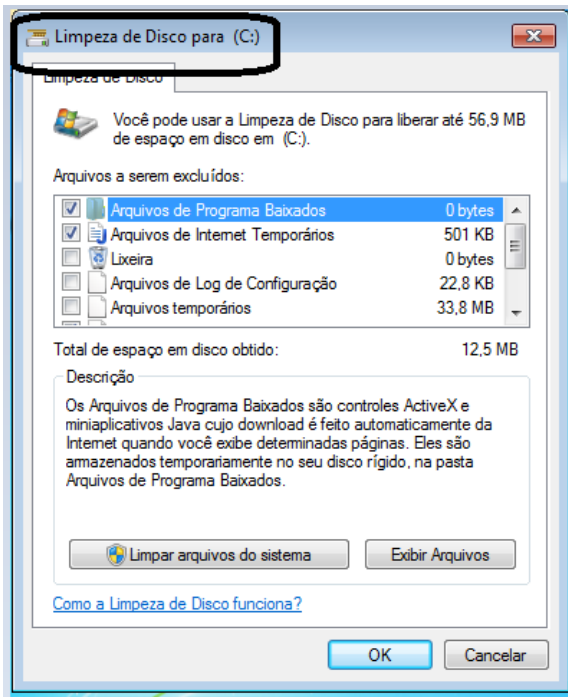 Limpeza de Disco para (C:)
Limpeza de Disco
Você pode usar a Limpeza de Disco para liberar até 56,9 MB
de espaço em disco em (C:).
Arquivos a serem excluídos:
Arquivos de Programa Baixados 0 bytes
Arquivos de Internet Temporários 501 KB
Lixeira 0 bytes
Arquivos de Log de Configuração 22,8 KB
Arquivos temporários 33,8 MB
Total de espaço em disco obtido: 12,5 MB
Descrição
Os Arquivos de Programa Baixados são controles ActiveX e
miniaplicativos Java cujo download é feito automaticamente da
Internet quando você exibe determinadas páginas. Eles são
armazenados temporariamente no seu disco rígido, na pasta
Arquivos de Programa Baixados.
Limpar arquivos do sistema Exibir Arquivos
Como a Limpeza de Disco funciona?
OK Cancelar